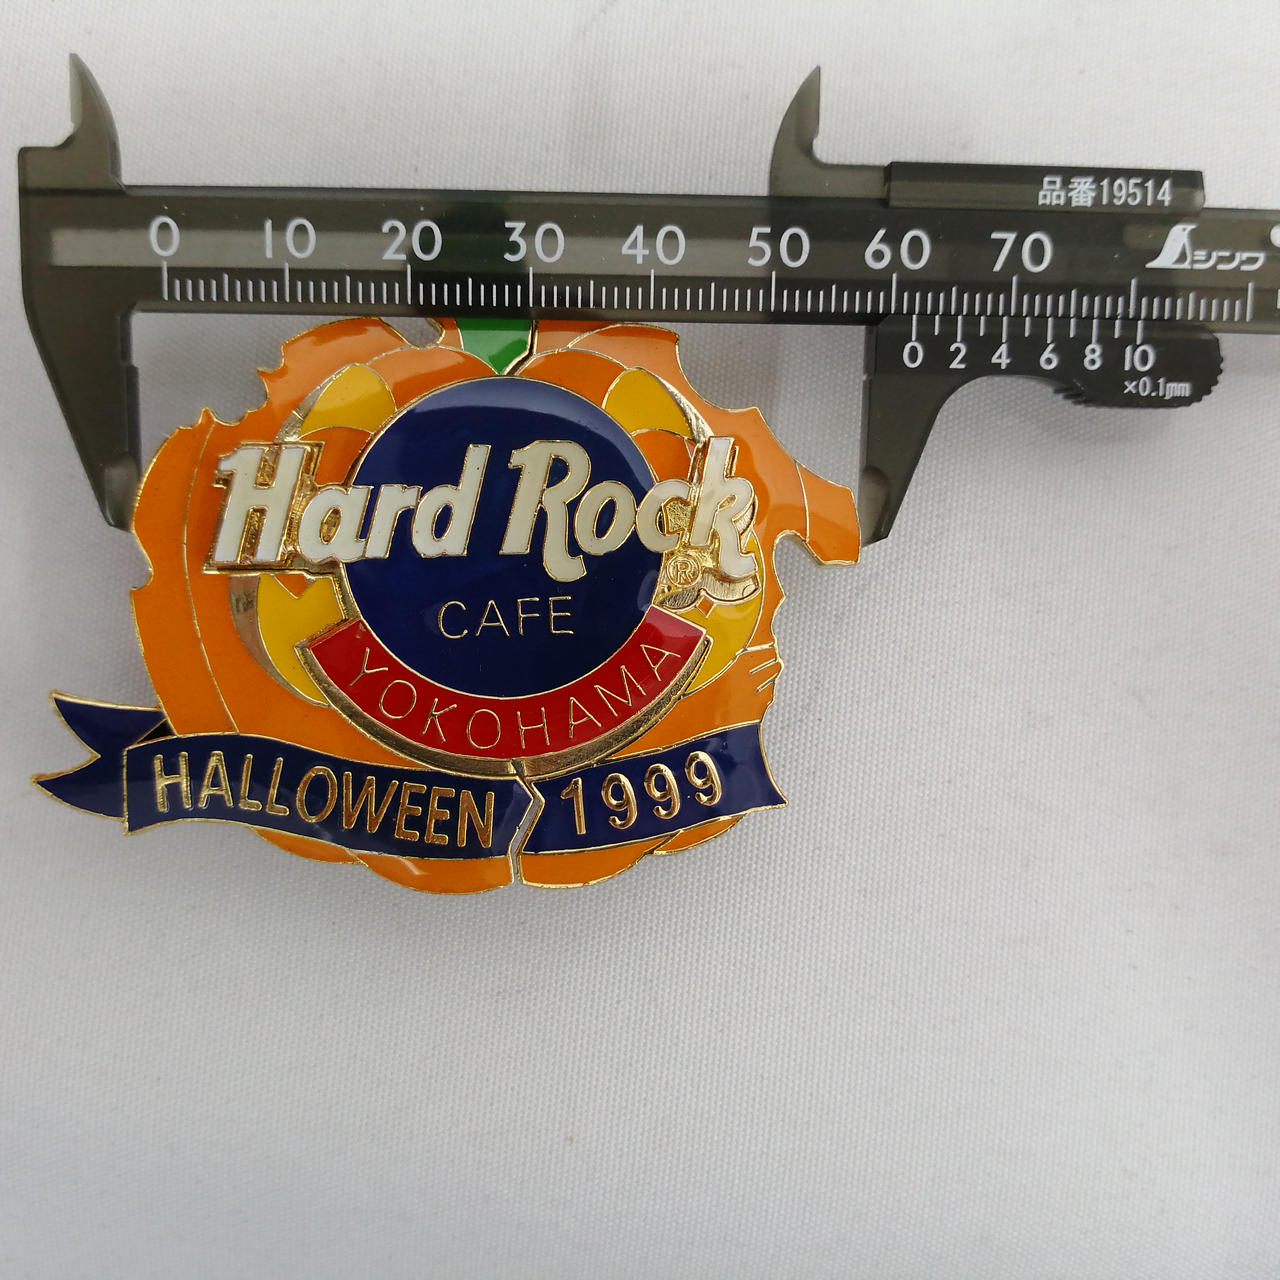 品番19514
0 10 20 30 40 50 60 70
シンワ
0 2 4 6 8 10
×0.1mm
Hard Rock
®
CAFE
YOKOHAMA
HALLOWEEN 1999